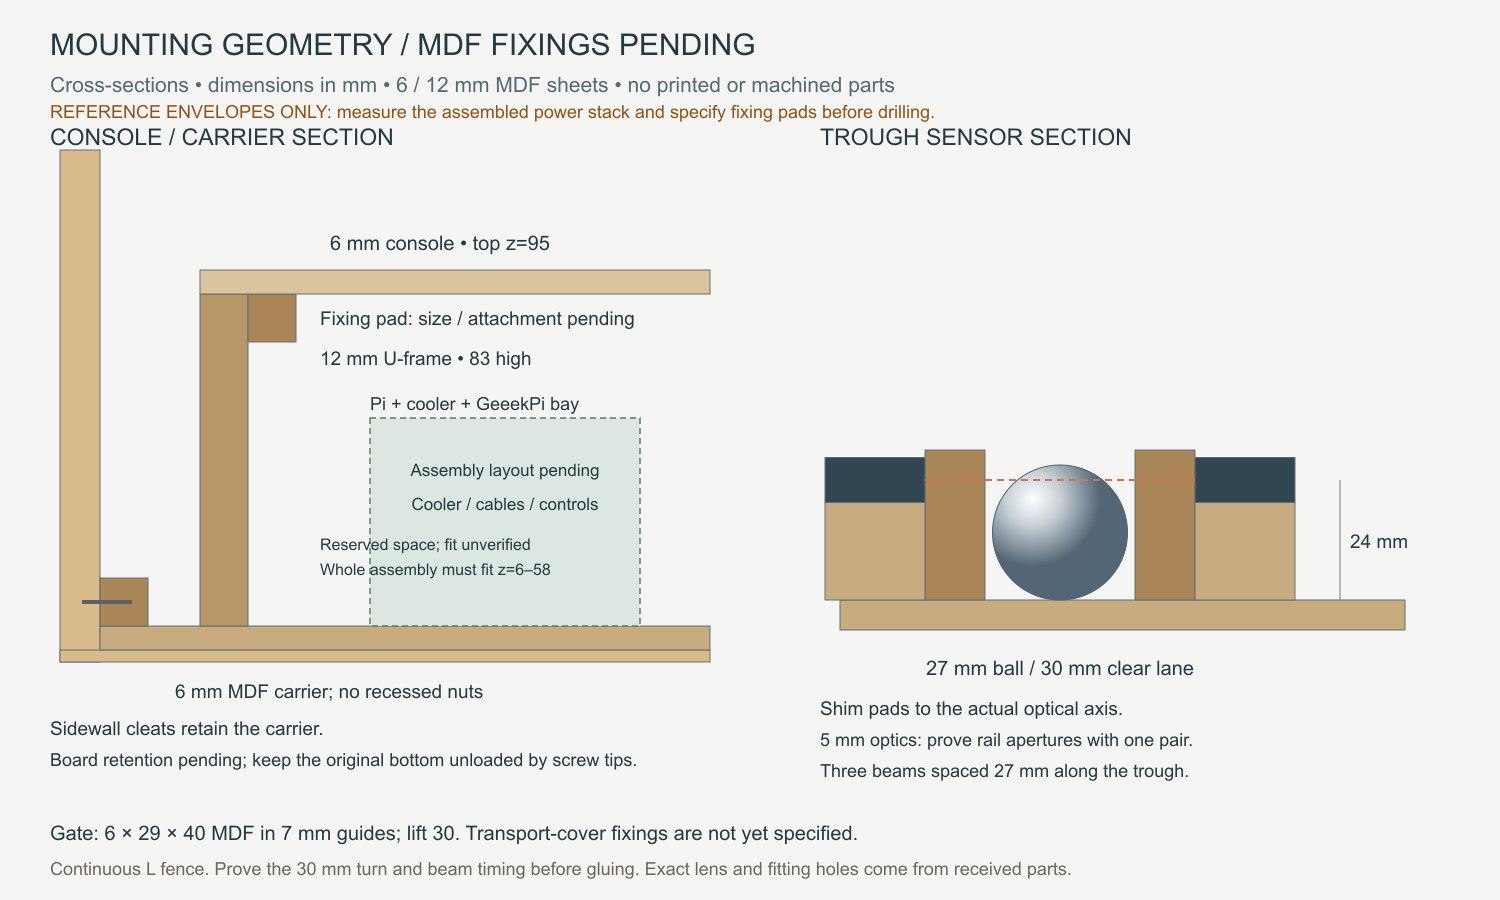 MOUNTING GEOMETRY / MDF FIXINGS PENDING
Cross-sections • dimensions in mm • 6 / 12 mm MDF sheets • no printed or machined parts
REFERENCE ENVELOPES ONLY: measure the assembled power stack and specify fixing pads before drilling.
CONSOLE / CARRIER SECTION
6 mm console • top z=95
Fixing pad: size / attachment pending
12 mm U-frame • 83 high
Pi + cooler + GeeekPi bay
Assembly layout pending
Cooler / cables / controls
Reserved space; fit unverified
Whole assembly must fit z=6–58
6 mm MDF carrier; no recessed nuts
Sidewall cleats retain the carrier.
Board retention pending; keep the original bottom unloaded by screw tips.
TROUGH SENSOR SECTION
24 mm
27 mm ball / 30 mm clear lane
Shim pads to the actual optical axis.
5 mm optics: prove rail apertures with one pair.
Three beams spaced 27 mm along the trough.
Gate: 6 × 29 × 40 MDF in 7 mm guides; lift 30. Transport-cover fixings are not yet specified.
Continuous L fence. Prove the 30 mm turn and beam timing before gluing. Exact lens and fitting holes come from received parts.